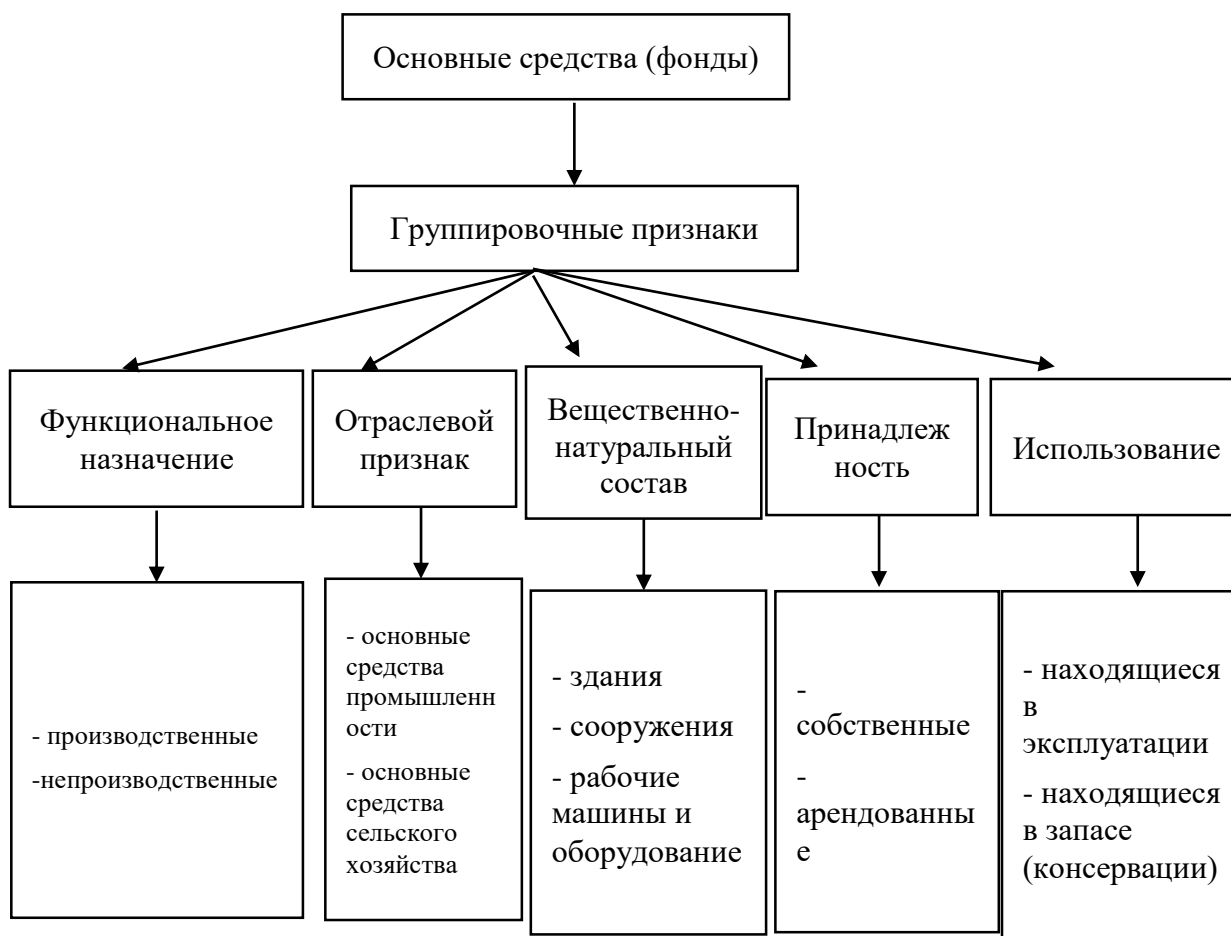 Основные средства (фонды)
Группировочные признаки
Функциональное
назначение
Отраслевой
признак
Вещественно-
натуральный
состав
Принадлеж
ность
Использование
- производственные
-непроизводственные
- основные
средства
промышленн
ости
- основные
средства
сельского
хозяйства
- здания
- сооружения
- рабочие
машины и
оборудование
-
собственные
-
арендованны
е
- находящиеся
в
эксплуатации
- находящиеся
в запасе
(консервации)